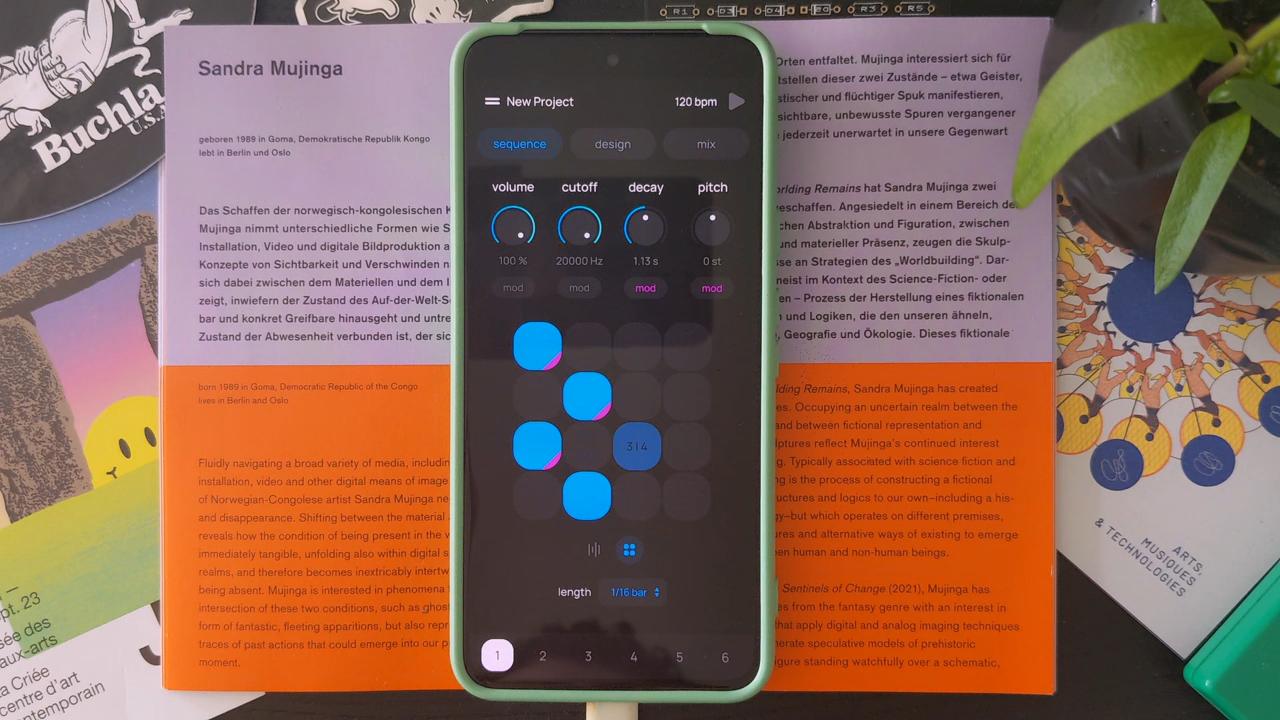 Buchla
U.S.A.
R1
D3
D4
R3
R5
Sandra Mujinga
geboren 1989 in Goma, Demokratische Republik Kongo
lebt in Berlin und Oslo
Das Schaffen der norwegisch-kongolesischen
Mujinga nimmt unterschiedliche Formen wie
Installation, Video und digitale Bildproduktion
Konzepte von Sichtbarkeit und Verschwinden
sich dabei zwischen dem Materiellen und dem
zeigt, inwiefern der Zustand des Auf-der-Welt-
bar und konkret Greifbare hinausgeht und
Zustand der Abwesenheit verbunden ist, der
born 1989 in Goma, Democratic Republic of the Congo
lives in Berlin and Oslo
Fluidly navigating a broad variety of media,
installation, video and other digital means of image
of Norwegian-Congolese artist Sandra Mujinga
and disappearance. Shifting between the material
reveals how the condition of being present in the
immediately tangible, unfolding also within digital
realms, and therefore becomes inextricably
being absent. Mujinga is interested in phenomena
intersection of these two conditions, such as
form of fantastic, fleeting apparitions, but also
traces of past actions that could emerge into our
moment.
New Project
120 bpm
sequence
design
mix
volume
cutoff
decay
pitch
100 %
20000 Hz
1.13 s
0 st
mod
mod
mod
mod
3|4
length
1/16 bar
1
2
3
4
5
6
Orten entfaltet. Mujinga interessiert sich für
tstellen dieser zwei Zustände – etwa Geister,
stischer und flüchtiger Spuk manifestieren,
sichtbare, unbewusste Spuren vergangener
jederzeit unerwartet in unsere Gegenwart
orlding Remains hat Sandra Mujinga zwei
geschaffen. Angesiedelt in einem Bereich der
chen Abstraktion und Figuration, zwischen
und materieller Präsenz, zeugen die Skulp-
sse an Strategien des „Worldbuilding“. Dar-
meist im Kontext des Science-Fiction- oder
en – Prozess der Herstellung eines fiktionalen
und Logiken, die den unseren ähneln,
, Geografie und Ökologie. Dieses fiktionale
lding Remains, Sandra Mujinga has created
es. Occupying an uncertain realm between the
and between fictional representation and
lptures reflect Mujinga's continued interest
g. Typically associated with science fiction and
ng is the process of constructing a fictional
uctures and logics to our own–including a his-
gy–but which operates on different premises,
ures and alternative ways of existing to emerge
en human and non-human beings.
Sentinels of Change (2021), Mujinga has
es from the fantasy genre with an interest in
that apply digital and analog imaging techniques
nerate speculative models of prehistoric
igure standing watchfully over a schematic,
pt. 23
sée des
aux-arts
La Criée
centre d'art
ontemporain
ARTS,
MUSIQUES
& TECHNOLOGIES